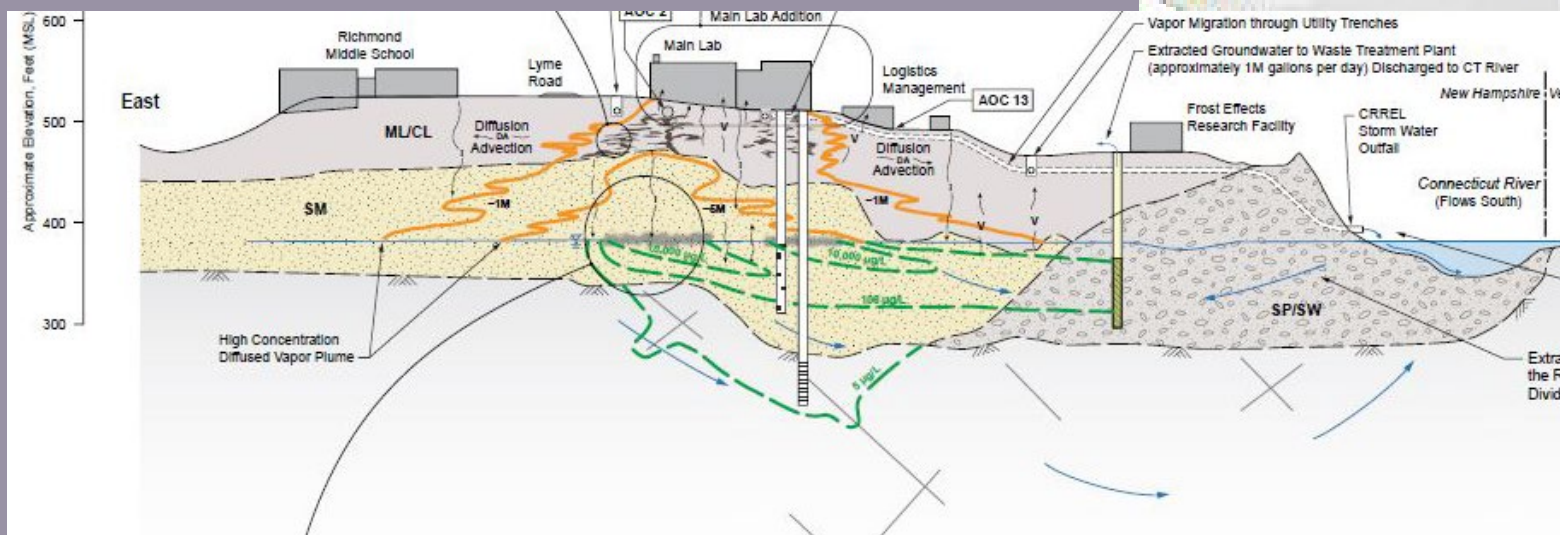 Approximate Elevation, Feet (MSL)
600
500
400
300
East
Richmond
Middle School
Lyme
Road
AOC 2
Main Lab Addition
Main Lab
Logistics
Management
AOC 13
Vapor Migration through Utility Trenches
Extracted Groundwater to Waste Treatment Plant
(approximately 1M gallons per day) Discharged to CT River
New Hampshire
Frost Effects
Research Facility
CRREL
Storm Water
Outfall
Connecticut River
(Flows South)
ML/CL
Diffusion
DA
Advection
V
V
V
Diffusion
DA
Advection
V
V
SM
~1M
~5M
~1M
10,000 µg/L
10,000 µg/L
106 µg/L
5 µg/L
SP/SW
High Concentration
Diffused Vapor Plume
the R